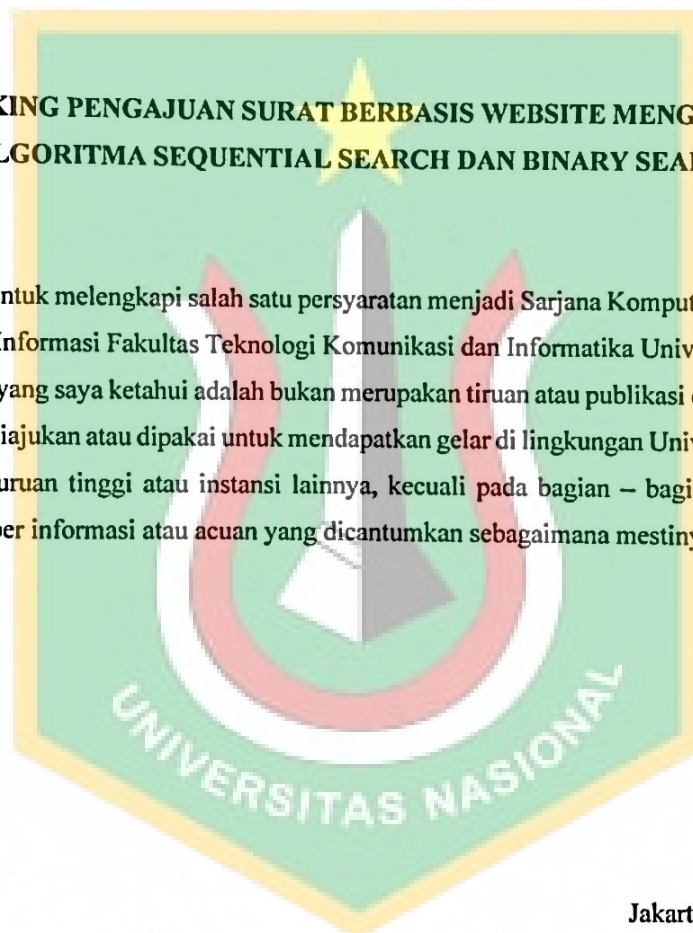 KING PENGAJUAN SURAT BERBASIS WEBSITE MENG
LGORITMA SEQUENTIAL SEARCH DAN BINARY SEAR
ntuk melengkapi salah satu persyaratan menjadi Sarjana Komput
Informasi Fakultas Teknologi Komunikasi dan Informatika Univ
yang saya ketahui adalah bukan merupakan tiruan atau publikasi
iajukan atau dipakai untuk mendapatkan gelar di lingkungan Univ
uruan tinggi atau instansi lainnya, kecuali pada bagian – bagi
ber informasi atau acuan yang dicantumkan sebagaimana mestiny
UNIVERSITAS NASIONAL
Jakart